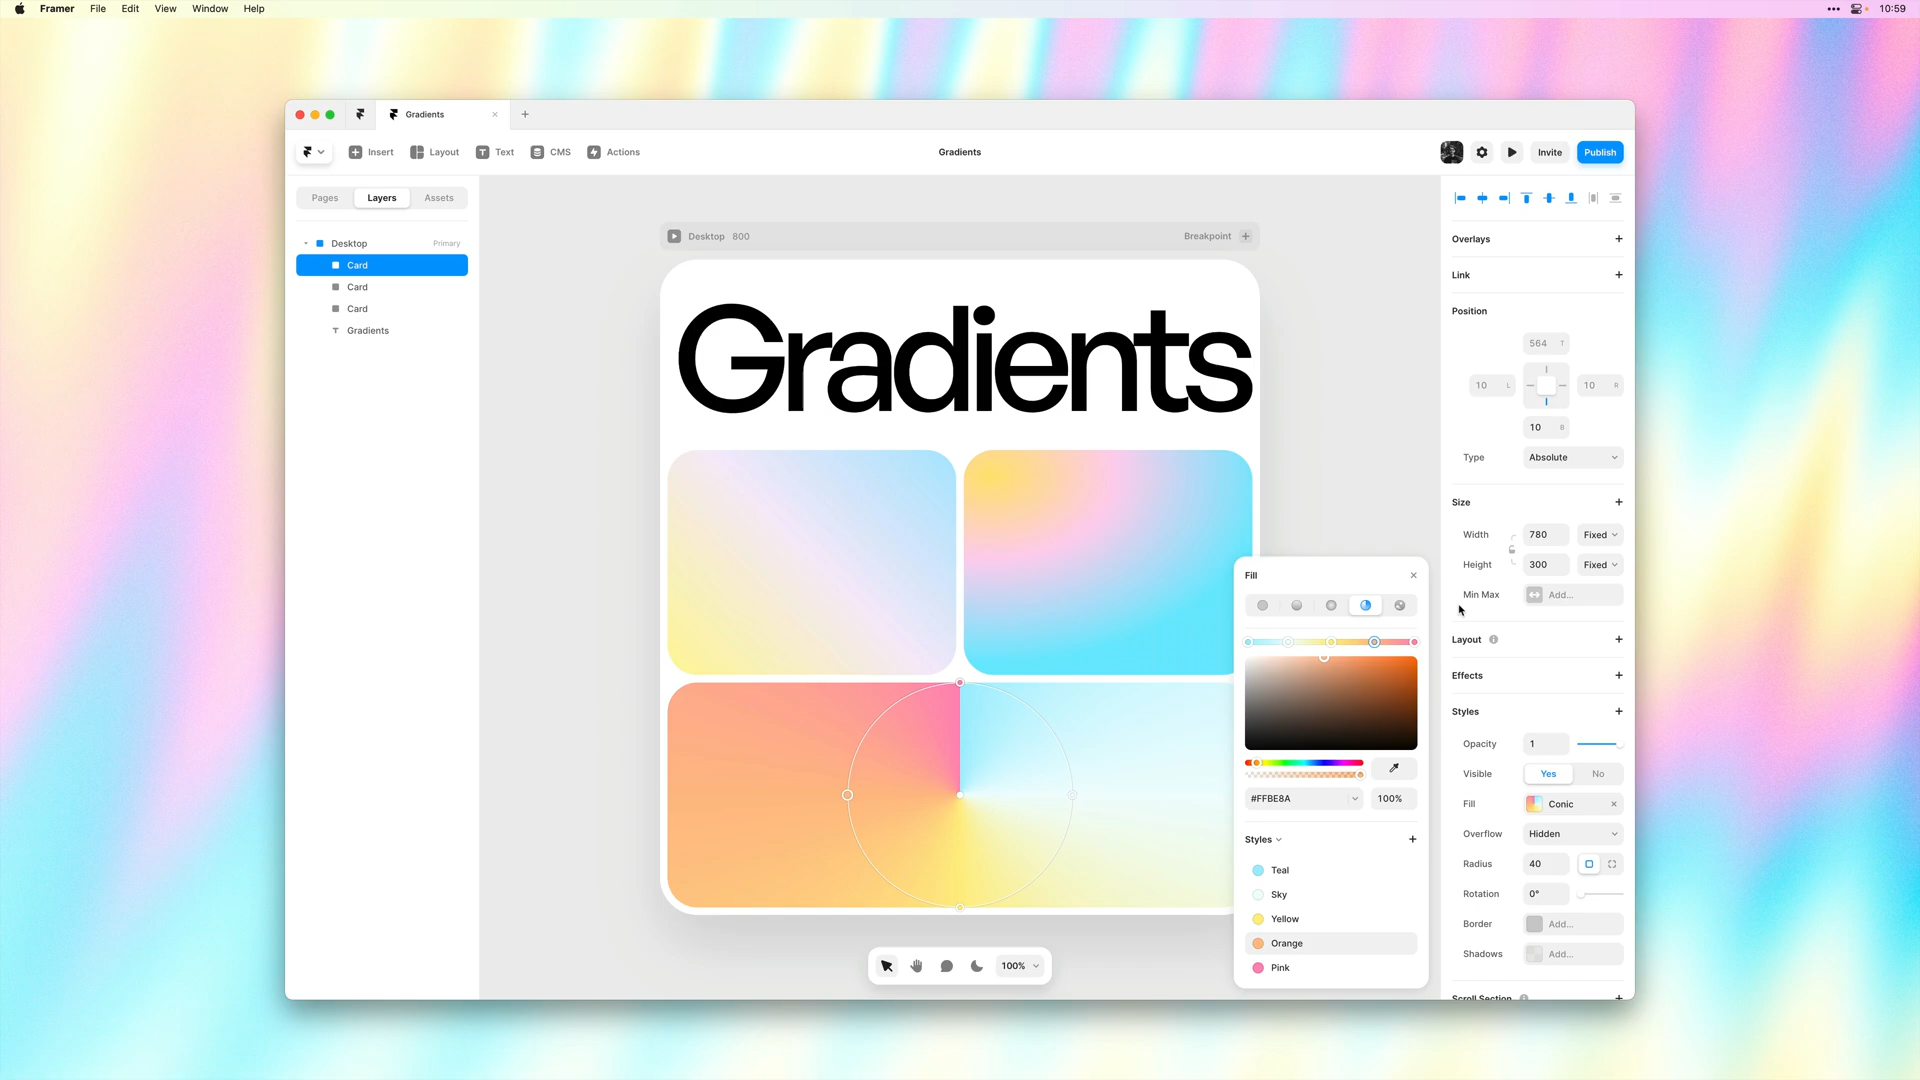 Framer File Edit View Window Help 10:59
Gradients
Insert Layout Text CMS Actions Gradients Invite Publish
Pages Layers Assets
Desktop Primary
Card
Card
Card
Gradients
Desktop 800 Breakpoint
Gradients
100%
Fill
#FFBE8A 100%
Styles
Teal
Sky
Yellow
Orange
Pink
Overlays
Link
Position
564 T
10 L 10 R
10 B
Type Absolute
Size
Width 780 Fixed
Height 300 Fixed
Min Max Add...
Layout
Effects
Styles
Opacity 1
Visible Yes No
Fill Conic
Overflow Hidden
Radius 40
Rotation 0°
Border Add...
Shadows Add...
Scroll Section